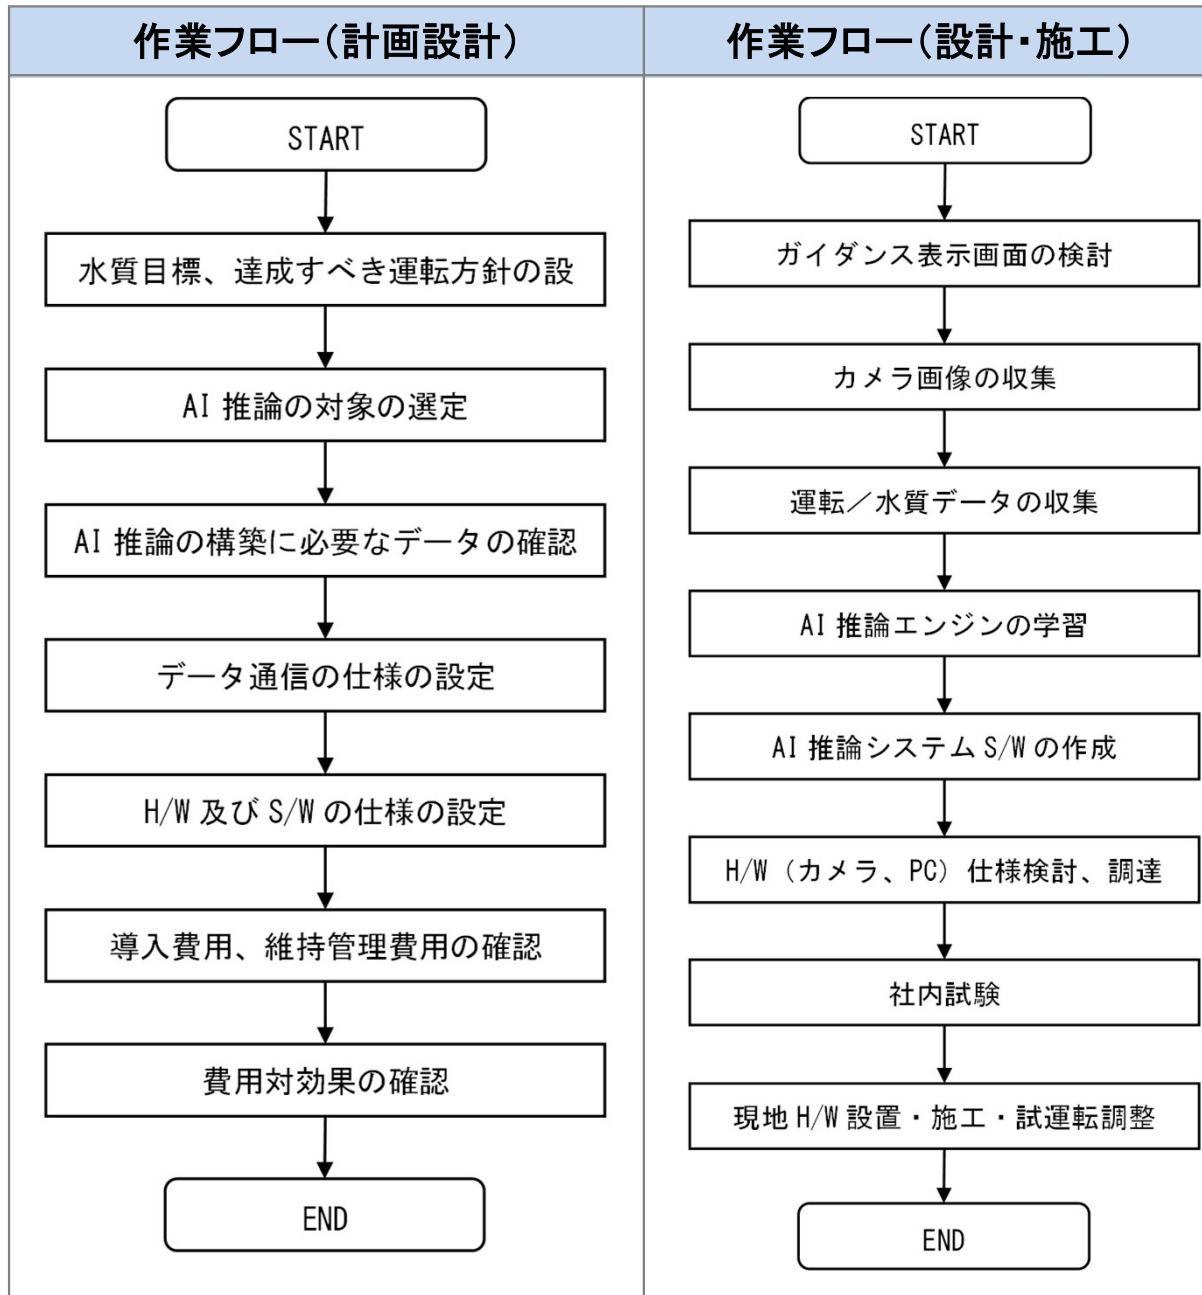 作業フロー(計画設計)
START
水質目標、達成すべき運転方針の設
AI 推論の対象の選定
AI 推論の構築に必要なデータの確認
データ通信の仕様の設定
H/W 及び S/W の仕様の設定
導入費用、維持管理費用の確認
費用対効果の確認
END
作業フロー(設計・施工)
START
ガイダンス表示画面の検討
カメラ画像の収集
運転／水質データの収集
AI 推論エンジンの学習
AI 推論システム S/W の作成
H/W（カメラ、PC）仕様検討、調達
社内試験
現地 H/W 設置・施工・試運転調整
END